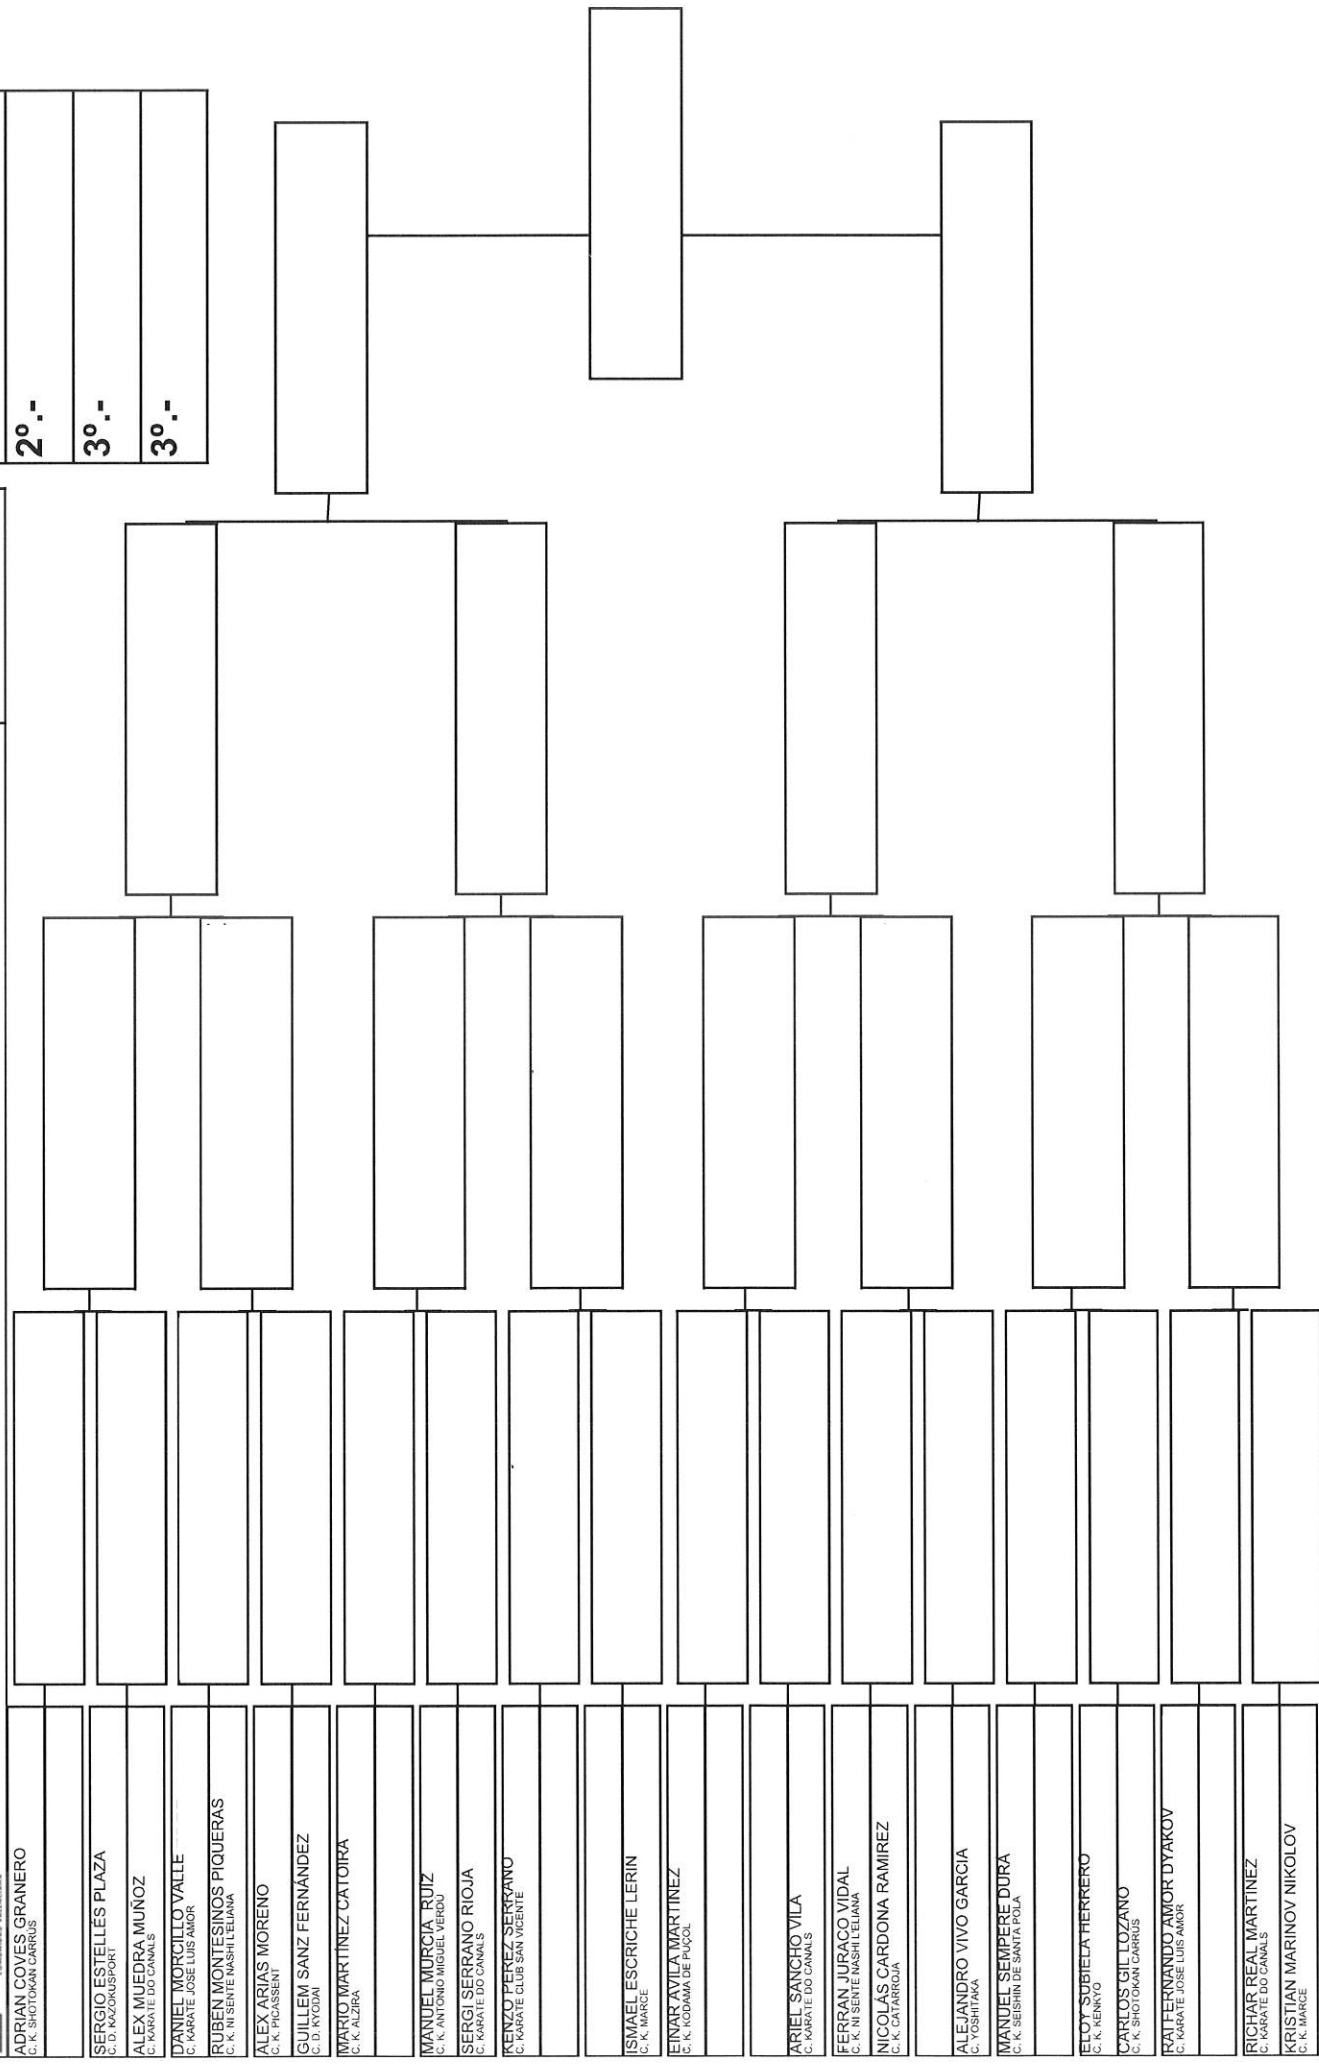 2º.-
3º.-
3º.-
ADRIAN COVES GRANERO
C. K. SHOTOKAN CARRÚS
SERGIO ESTELLÉS PLAZA
C. D. KAZOKUSPORT
ALEX MUEDRA MUÑOZ
C. KARATE DO CANALS
DANIEL MORCILLO VALLE
C. KARATE JOSE LUIS AMOR
RUBÉN MONTESINOS PIQUERAS
C. K. NI SENTE NASHI L'ELIANA
ALEX ARIAS MORENO
C. K. PICASSENT
GUILLEM SANZ FERNÁNDEZ
C. D. KYODAI
MARIO MARTÍNEZ CATOIRA
C. K. ALZIRA
MANUEL MURCIA RUIZ
C. K. ANTONIO MIGUEL VERDÚ
SERGI SERRANO RIOJA
C. KARATE DO CANALS
KENZO PEREZ SERRANO
C. KARATE CLUB SAN VICENTE
ISMAEL ESCRICHE LERIN
C. K. MARCE
EINAR AVILA MARTINEZ
C. K. KODAMA DE PUÇOL
ARIEL SANCHO VILA
C. KARATE DO CANALS
FERRAN JURACO VIDAL
C. K. NI SENTE NASHI L'ELIANA
NICOLÁS CARDONA RAMIREZ
C. K. CATARROJA
ALEJANDRO VIVO GARCIA
C. YOSHITAKA
MANUEL SEMPERE DURÁ
C. K. SEISHIN DE SANTA POLA
ELOY SUBIELA HERRERO
C. K. KENKYO
CARLOS GIL LOZANO
C. K. SHOTOKAN CARRÚS
RAI FERNANDO AMOR DYAKOV
C. KARATE JOSE LUIS AMOR
RICHAR REAL MARTINEZ
C. KARATE DO CANALS
KRISTIAN MARINOV NIKOLOV
C. K. MARCE